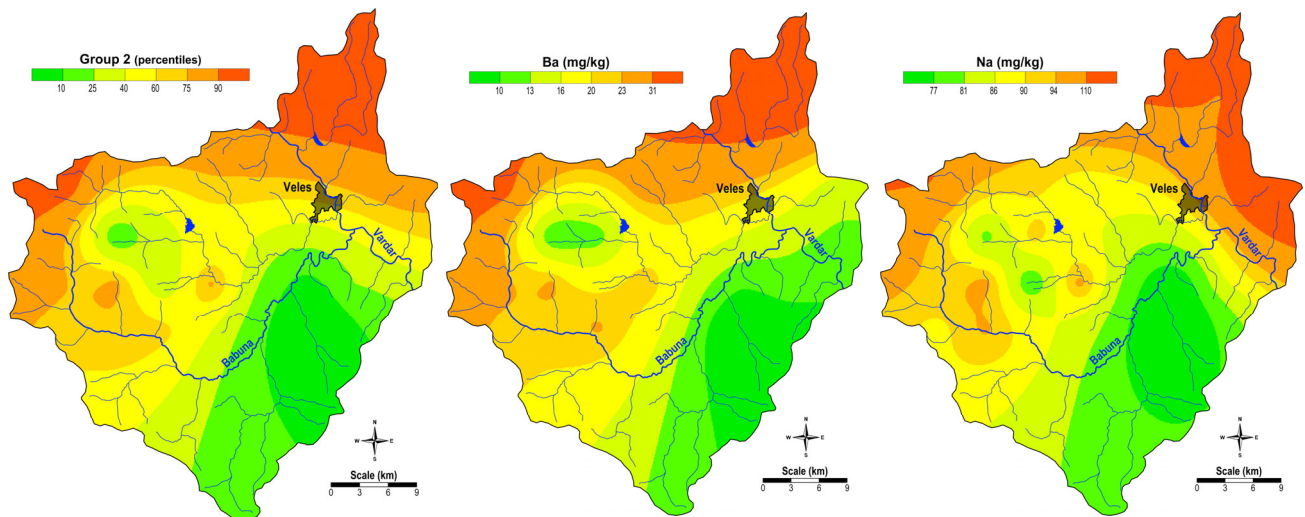 Group 2 (percentiles)
10 25 40 60 75 90
Veles
Vardar
Babuna
N
W E
S
Scale (km)
0 3 6 9
Ba (mg/kg)
10 13 16 20 23 31
Veles
Vardar
Babuna
N
W E
S
Scale (km)
0 3 6 9
Na (mg/kg)
77 81 86 90 94 110
Veles
Vardar
Babuna
N
W E
S
Scale (km)
0 3 6 9